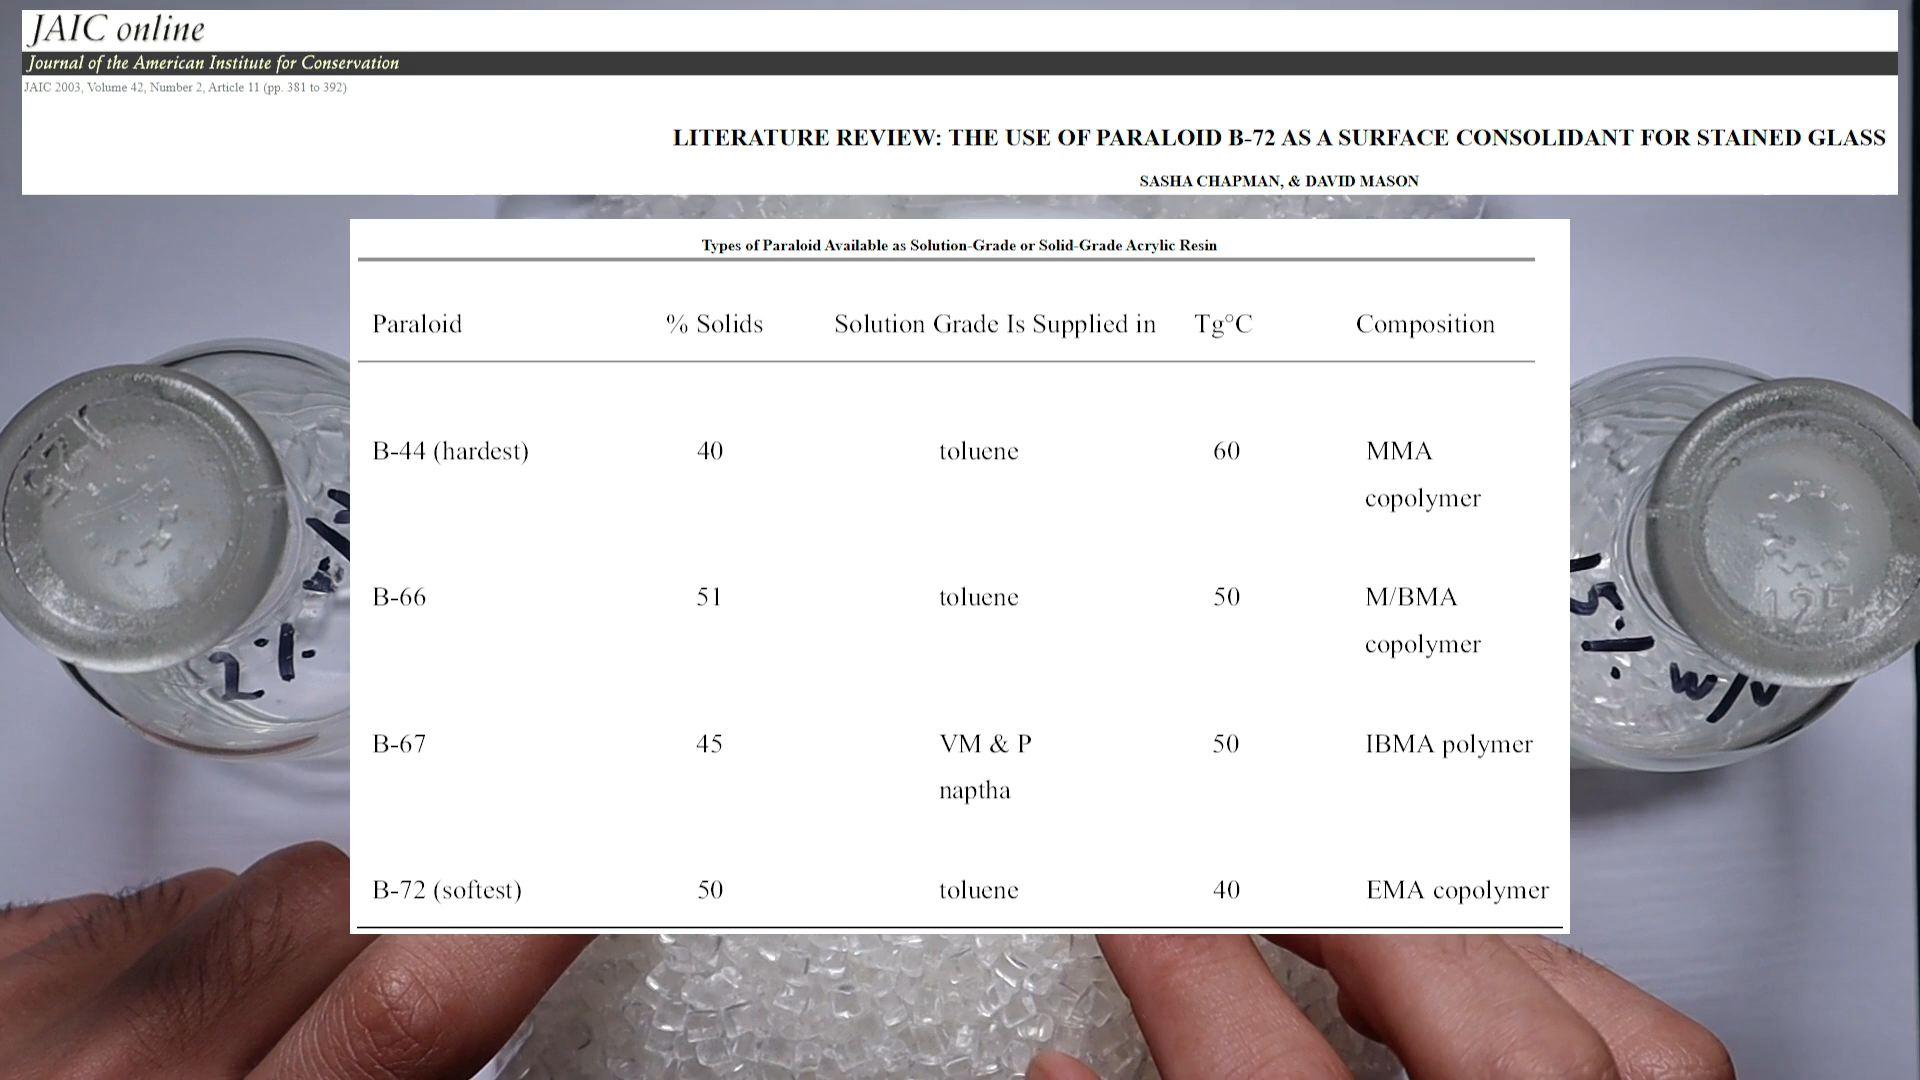 JAIC online
Journal of the American Institute for Conservation
JAIC 2003, Volume 42, Number 2, Article 11 (pp. 381 to 392)
LITERATURE REVIEW: THE USE OF PARALOID B-72 AS A SURFACE CONSOLIDANT FOR STAINED GLASS
SASHA CHAPMAN, & DAVID MASON
Types of Paraloid Available as Solution-Grade or Solid-Grade Acrylic Resin
Paraloid % Solids Solution Grade Is Supplied in Tg°C Composition
B-44 (hardest) 40 toluene 60 MMA
copolymer
B-66 51 toluene 50 M/BMA
copolymer
B-67 45 VM & P 50 IBMA polymer
naptha
B-72 (softest) 50 toluene 40 EMA copolymer
2%
125
5%
w/v